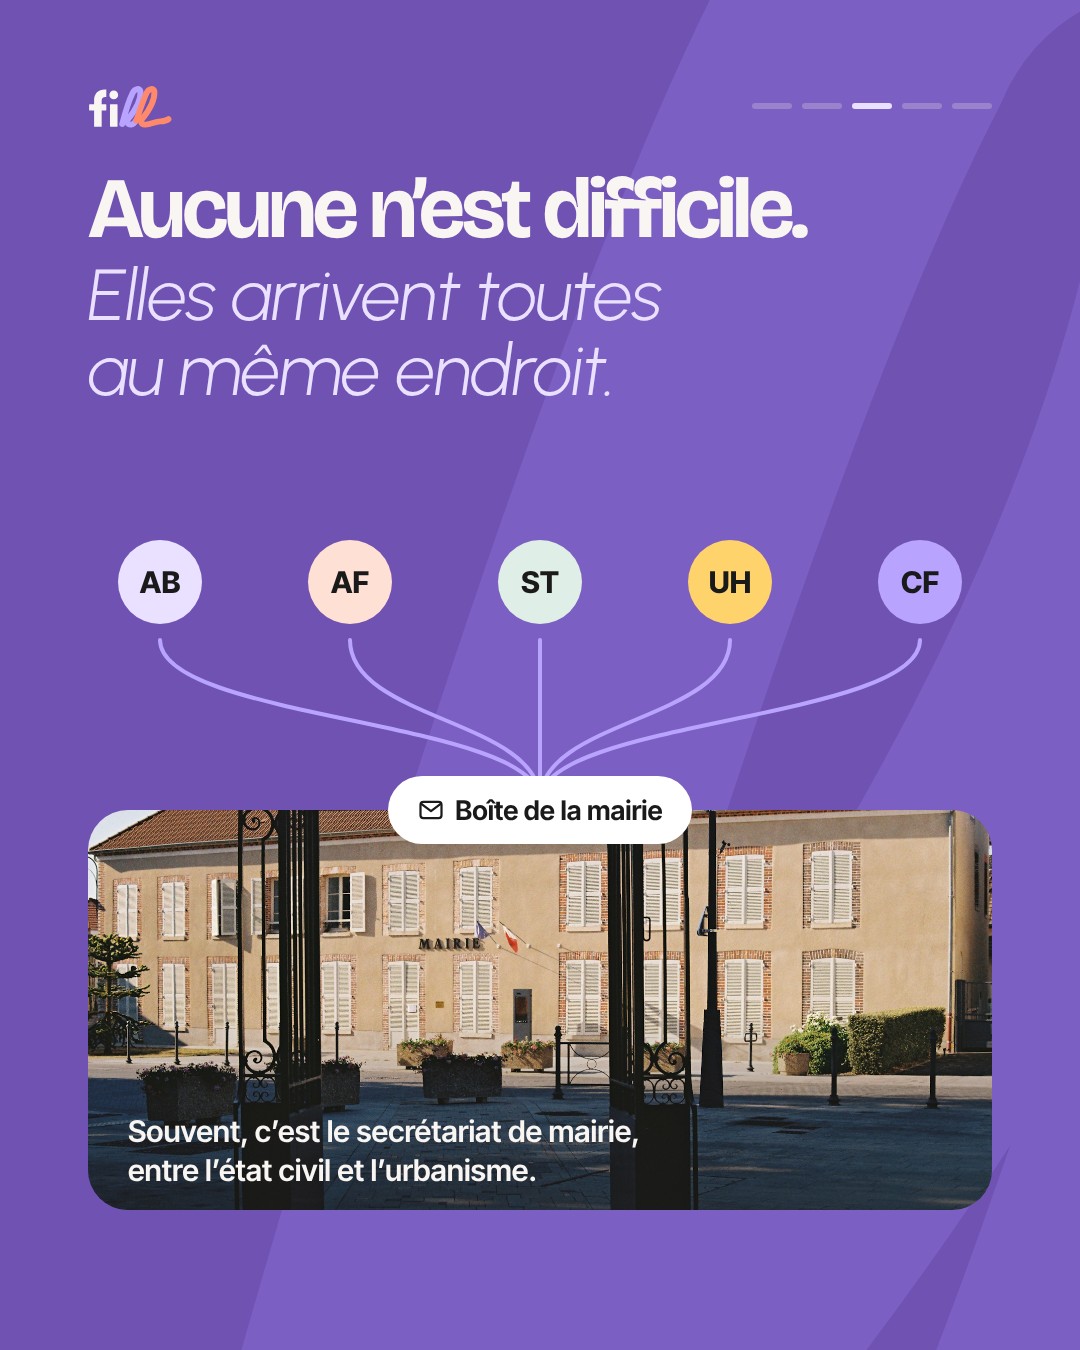 fill
Aucune n’est difficile.
Elles arrivent toutes
au même endroit.
AB AF ST UH CF
Boîte de la mairie
MAIRIE
Souvent, c’est le secrétariat de mairie,
entre l’état civil et l’urbanisme.